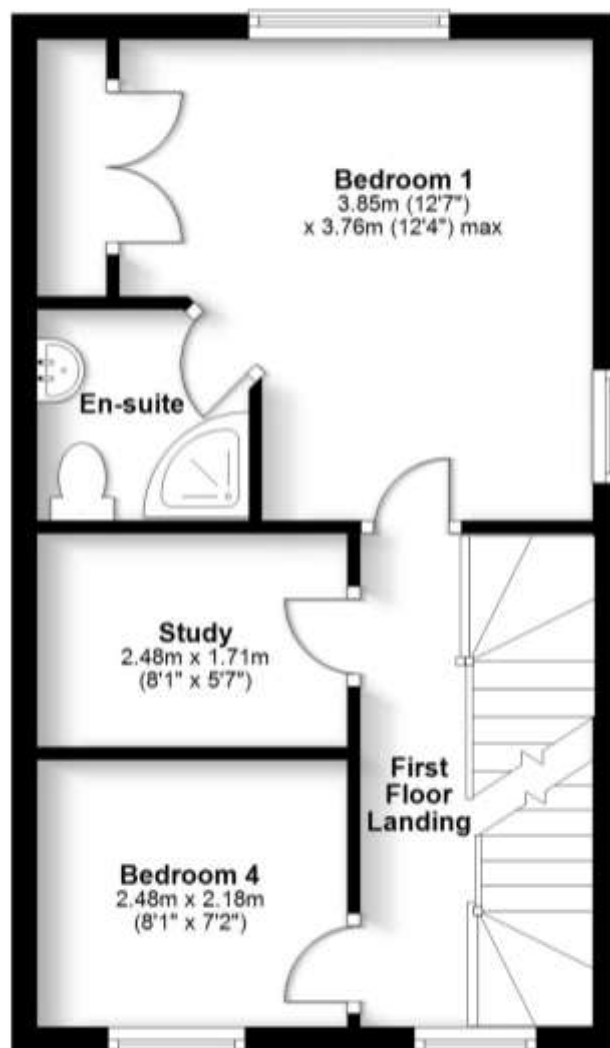 Bedroom 1
3.85m (12'7")
x 3.76m (12'4") max
En-suite
Study
2.48m x 1.71m
(8'1" x 5'7")
First
Floor
Landing
Bedroom 4
2.48m x 2.18m
(8'1" x 7'2")